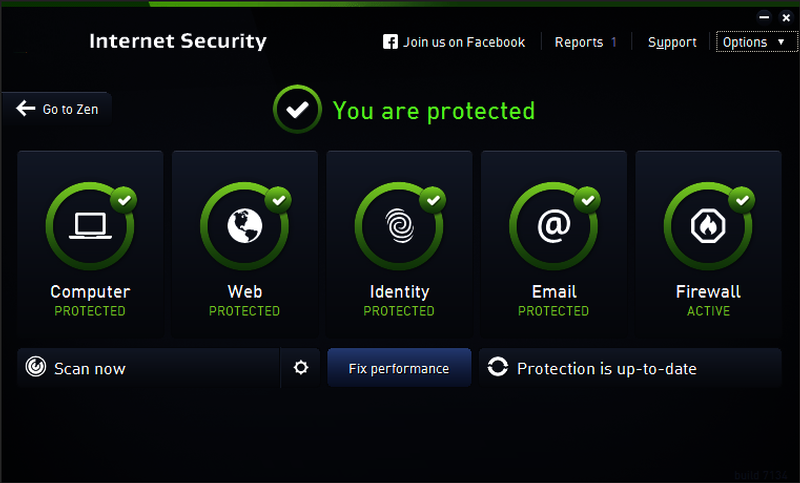 Internet Security
Join us on Facebook
Reports 1
Support
Options
Go to Zen
You are protected
Computer
PROTECTED
Web
PROTECTED
Identity
PROTECTED
@
Email
PROTECTED
Firewall
ACTIVE
Scan now
Fix performance
Protection is up-to-date